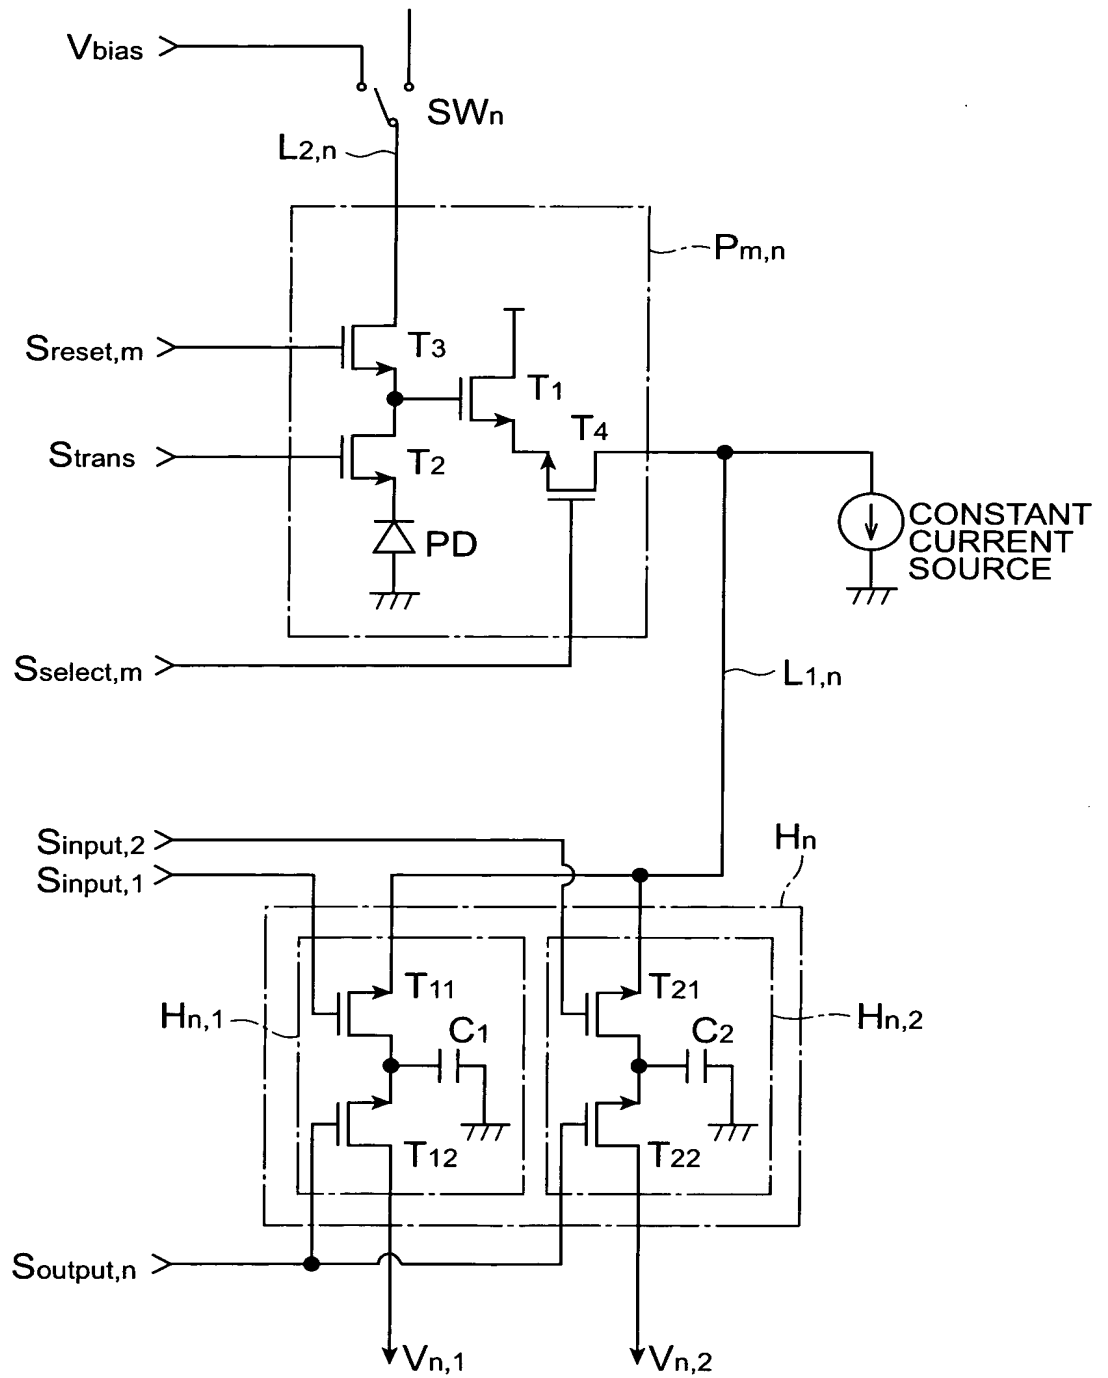 Vbias
SWn
L2,n
Pm,n
Sreset,m
T3
T1
T4
Strans
T2
PD
CONSTANT
CURRENT
SOURCE
Sselect,m
L1,n
Sinput,2
Sinput,1
Hn
T11
T21
Hn,1
C1
C2
Hn,2
T12
T22
Soutput,n
Vn,1
Vn,2